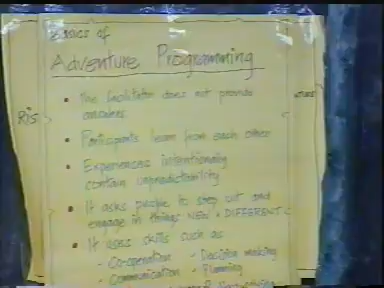 Basics of
Adventure Programming
• The facilitator does not provide
outcomes
• Participants learn from each other
• Experiences intentionally
contain unpredictability
• It asks people to step out and
engage in things NEW & DIFFERENT
• It uses skills such as
- Co-operation - Decision making
- Communication - Planning
Ris